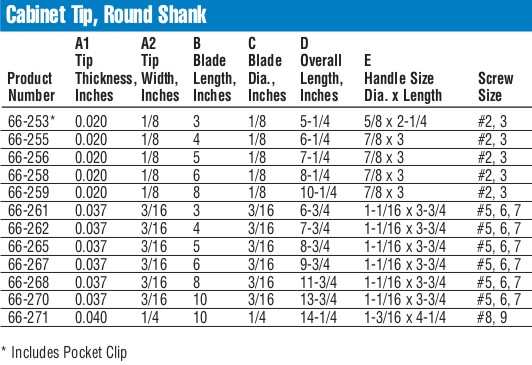 Cabinet Tip, Round Shank
A1 A2 B C D
Tip Tip Blade Blade Overall E
Product Thickness, Width, Length, Dia., Length, Handle Size Screw
Number Inches Inches Inches Inches Inches Dia. x Length Size
66-253* 0.020 1/8 3 1/8 5-1/4 5/8 x 2-1/4 #2, 3
66-255 0.020 1/8 4 1/8 6-1/4 7/8 x 3 #2, 3
66-256 0.020 1/8 5 1/8 7-1/4 7/8 x 3 #2, 3
66-258 0.020 1/8 6 1/8 8-1/4 7/8 x 3 #2, 3
66-259 0.020 1/8 8 1/8 10-1/4 7/8 x 3 #2, 3
66-261 0.037 3/16 3 3/16 6-3/4 1-1/16 x 3-3/4 #5, 6, 7
66-262 0.037 3/16 4 3/16 7-3/4 1-1/16 x 3-3/4 #5, 6, 7
66-265 0.037 3/16 5 3/16 8-3/4 1-1/16 x 3-3/4 #5, 6, 7
66-267 0.037 3/16 6 3/16 9-3/4 1-1/16 x 3-3/4 #5, 6, 7
66-268 0.037 3/16 8 3/16 11-3/4 1-1/16 x 3-3/4 #5, 6, 7
66-270 0.037 3/16 10 3/16 13-3/4 1-1/16 x 3-3/4 #5, 6, 7
66-271 0.040 1/4 10 1/4 14-1/4 1-3/16 x 4-1/4 #8, 9
* Includes Pocket Clip